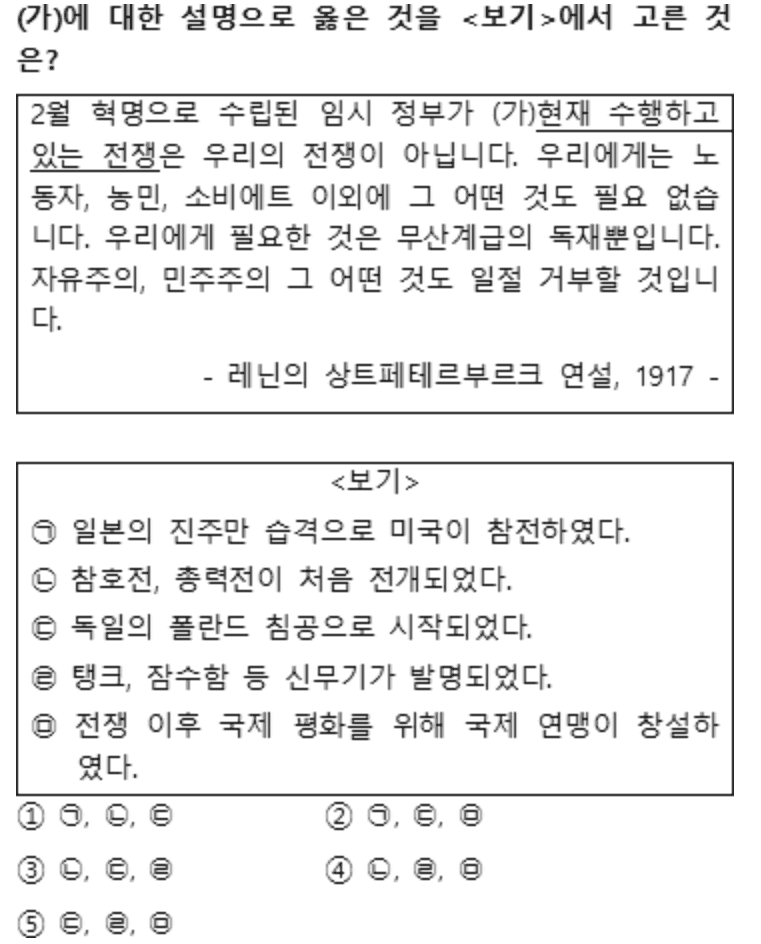 (가)에 대한 설명으로 옳은 것을 <보기>에서 고른 것
은?
2월 혁명으로 수립된 임시 정부가 (가)현재 수행하고
있는 전쟁은 우리의 전쟁이 아닙니다. 우리에게는 노
동자, 농민, 소비에트 이외에 그 어떤 것도 필요 없습
니다. 우리에게 필요한 것은 무산계급의 독재뿐입니다.
자유주의, 민주주의 그 어떤 것도 일절 거부할 것입니
다.
- 레닌의 상트페테르부르크 연설, 1917 -
<보기>
㉠ 일본의 진주만 습격으로 미국이 참전하였다.
㉡ 참호전, 총력전이 처음 전개되었다.
㉢ 독일의 폴란드 침공으로 시작되었다.
㉣ 탱크, 잠수함 등 신무기가 발명되었다.
㉤ 전쟁 이후 국제 평화를 위해 국제 연맹이 창설하
였다.
① ㉠, ㉡, ㉢ ② ㉠, ㉢, ㉤
③ ㉡, ㉢, ㉣ ④ ㉡, ㉣, ㉤
⑤ ㉢, ㉣, ㉤